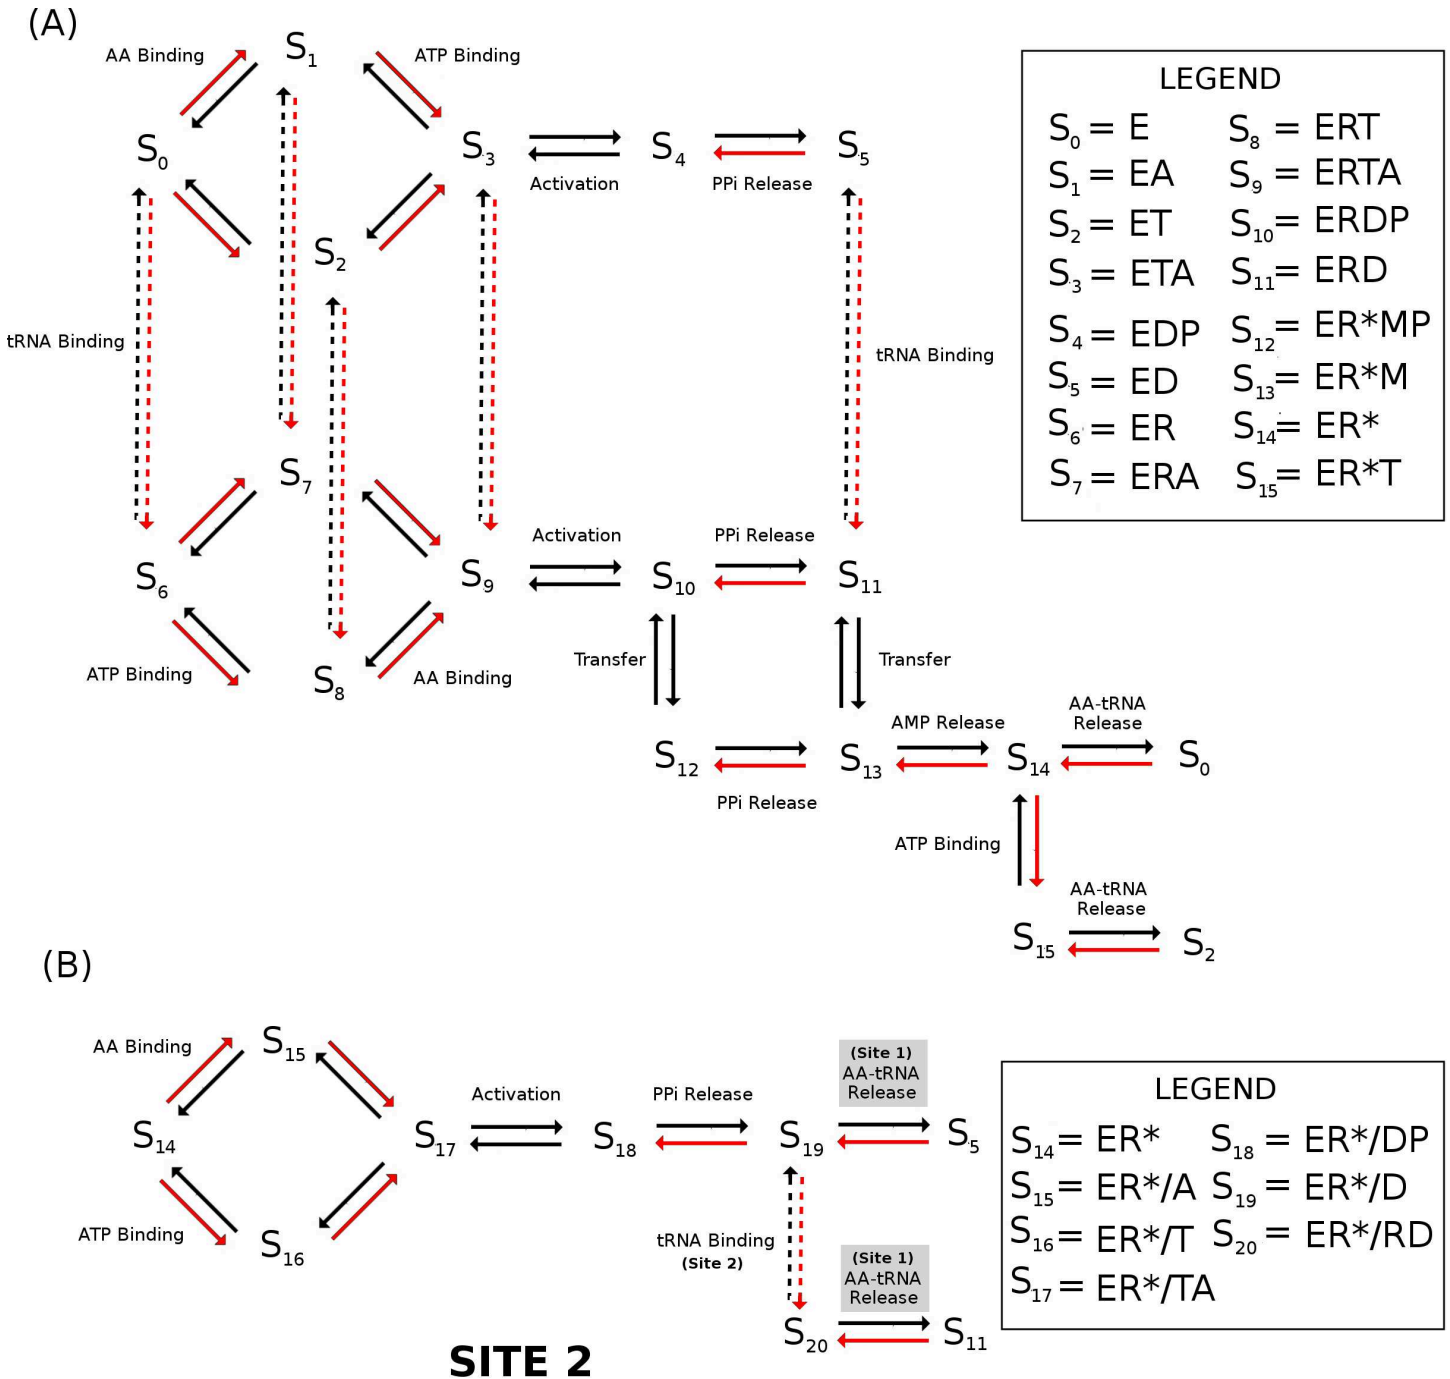 (A)
AA Binding
S1
ATP Binding
S0
S3
S4
S5
Activation
PPi Release
S2
tRNA Binding
tRNA Binding
S7
Activation
PPi Release
S6
S9
S10
S11
ATP Binding
S8
AA Binding
Transfer
Transfer
AA-tRNA
Release
AMP Release
S12
S13
S14
S0
PPi Release
ATP Binding
AA-tRNA
Release
S15
S2
LEGEND
S0 = E
S1 = EA
S2 = ET
S3 = ETA
S4 = EDP
S5 = ED
S6 = ER
S7 = ERA
S8 = ERT
S9 = ERTA
S10 = ERDP
S11 = ERD
S12 = ER*MP
S13 = ER*M
S14 = ER*
S15 = ER*T
(B)
AA Binding
S15
S14
ATP Binding
S16
S17
Activation
S18
PPi Release
S19
(Site 1)
AA-tRNA
Release
S5
tRNA Binding
(Site 2)
(Site 1)
AA-tRNA
Release
S20
S11
SITE 2
LEGEND
S14 = ER*
S15 = ER*/A
S16 = ER*/T
S17 = ER*/TA
S18 = ER*/DP
S19 = ER*/D
S20 = ER*/RD